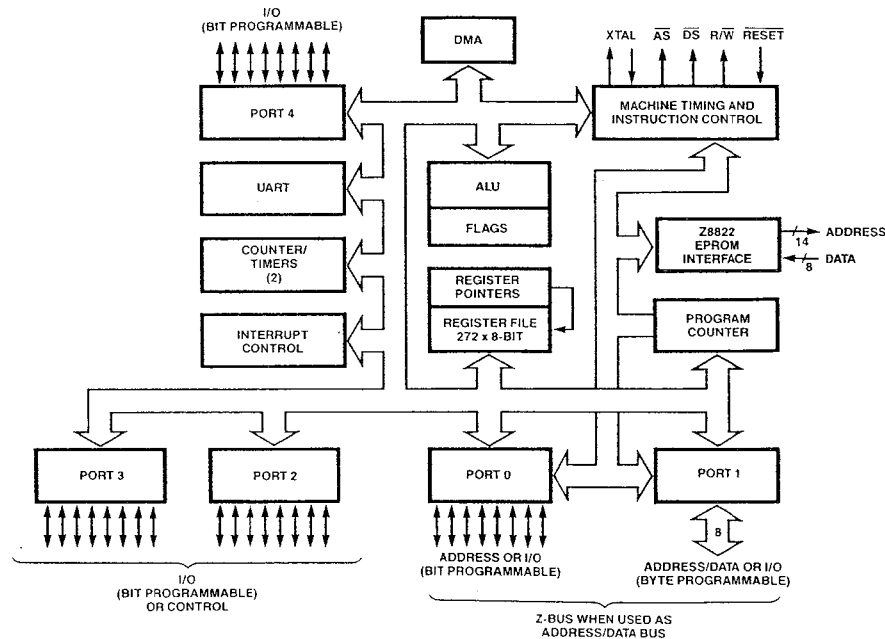 I/O
(BIT PROGRAMMABLE)
DMA
XTAL AS DS R/W RESET
PORT 4
MACHINE TIMING AND
INSTRUCTION CONTROL
UART
ALU
FLAGS
Z8822
EPROM
INTERFACE
14
ADDRESS
8
DATA
COUNTER/
TIMERS
(2)
REGISTER
POINTERS
REGISTER FILE
272 x 8-BIT
PROGRAM
COUNTER
INTERRUPT
CONTROL
PORT 3
PORT 2
PORT 0
PORT 1
8
I/O
(BIT PROGRAMMABLE)
OR CONTROL
ADDRESS OR I/O
(BIT PROGRAMMABLE)
ADDRESS/DATA OR I/O
(BYTE PROGRAMMABLE)
Z-BUS WHEN USED AS
ADDRESS/DATA BUS